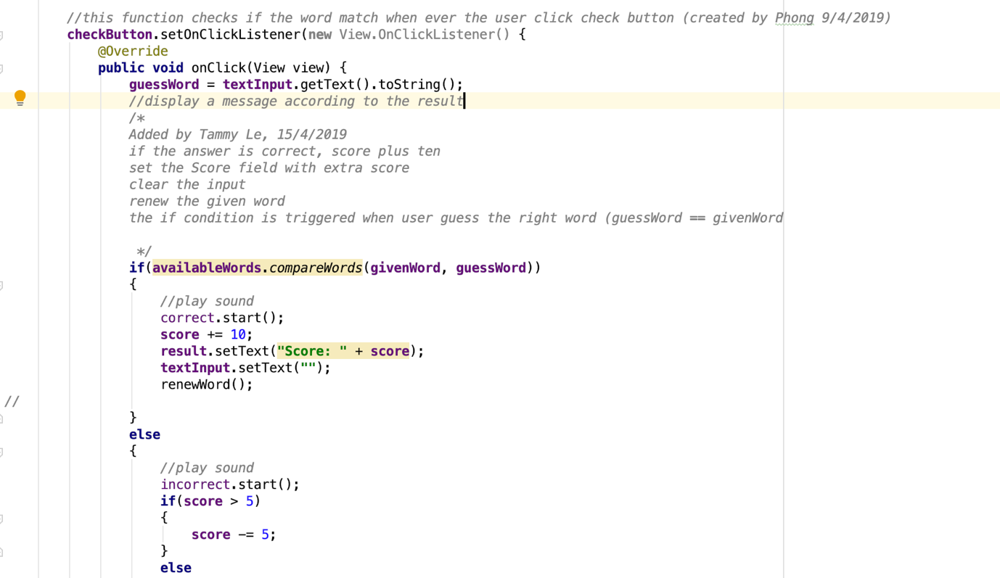 //this function checks if the word match when ever the user click check button (created by Phong 9/4/2019)
checkButton.setOnClickListener(new View.OnClickListener() {
@Override
public void onClick(View view) {
guessWord = textInput.getText().toString();
//display a message according to the result
/*
Added by Tammy Le, 15/4/2019
if the answer is correct, score plus ten
set the Score field with extra score
clear the input
renew the given word
the if condition is triggered when user guess the right word (guessWord == givenWord
*/
if(availableWords.compareWords(givenWord, guessWord))
{
//play sound
correct.start();
score += 10;
result.setText("Score: " + score);
textInput.setText("");
renewWord();
//
}
else
{
//play sound
incorrect.start();
if(score > 5)
{
score -= 5;
}
else